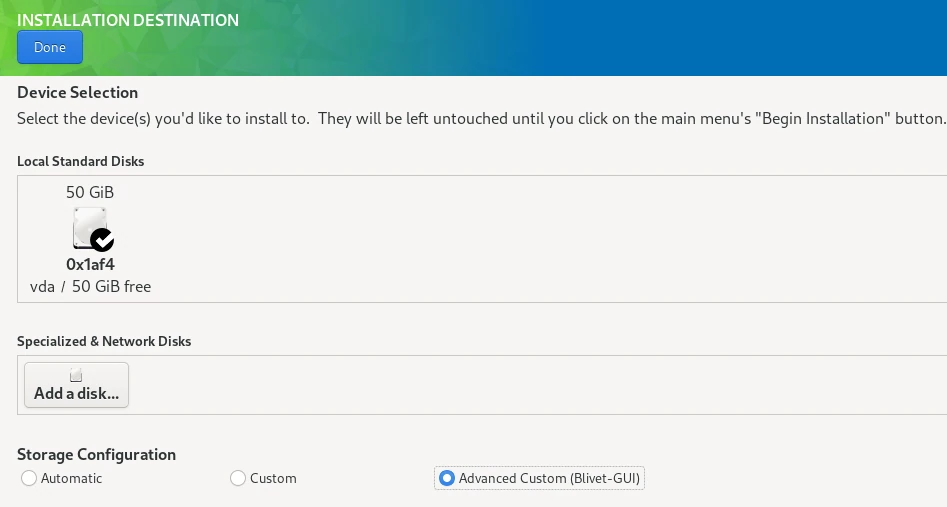 INSTALLATION DESTINATION
Done
Device Selection
Select the device(s) you'd like to install to.  They will be left untouched until you click on the main menu's "Begin Installation" button.
Local Standard Disks
50 GiB
0x1af4
vda / 50 GiB free
Specialized & Network Disks
Add a disk...
Storage Configuration
Automatic Custom Advanced Custom (Blivet-GUI)